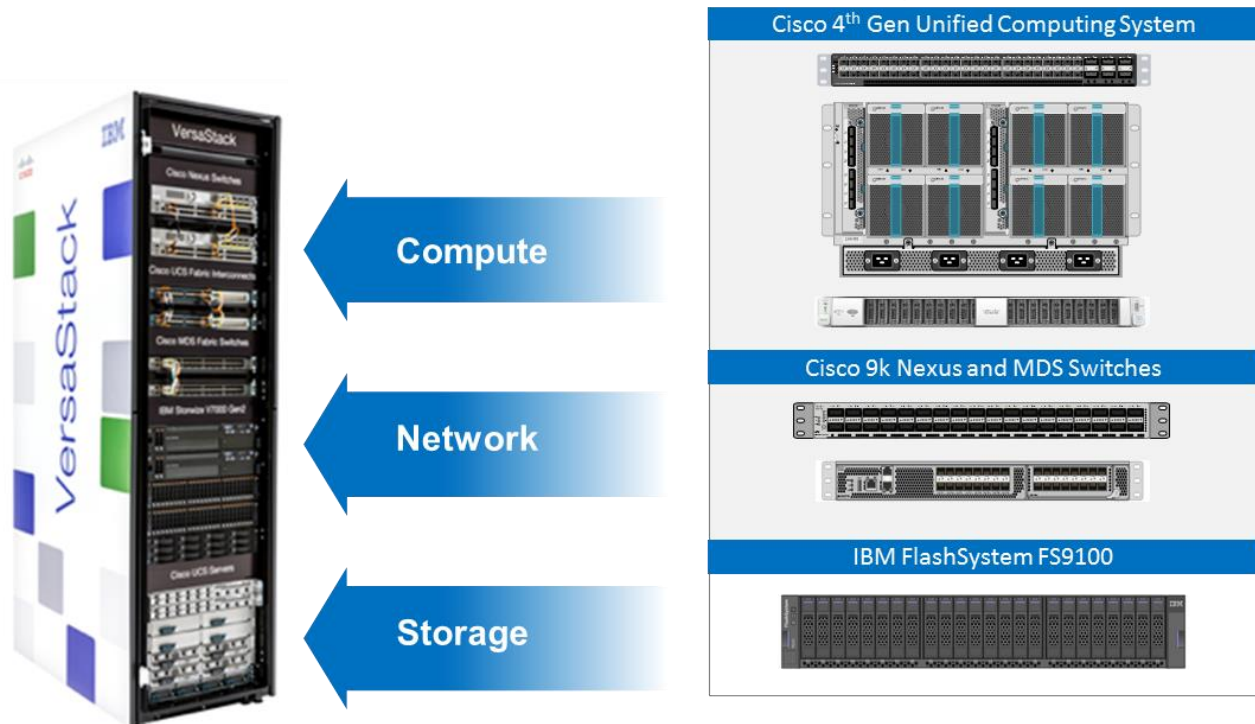 Cisco 4th Gen Unified Computing System
IBM
CISCO
VersaStack
VersaStack
Cisco Nexus Switches
Cisco UCS Fabric Interconnects
Cisco MDS Fabric Switches
IBM Storwize V7000 Gen2
Cisco UCS Servers
Compute
Network
Storage
Cisco 9k Nexus and MDS Switches
IBM FlashSystem FS9100
IBM